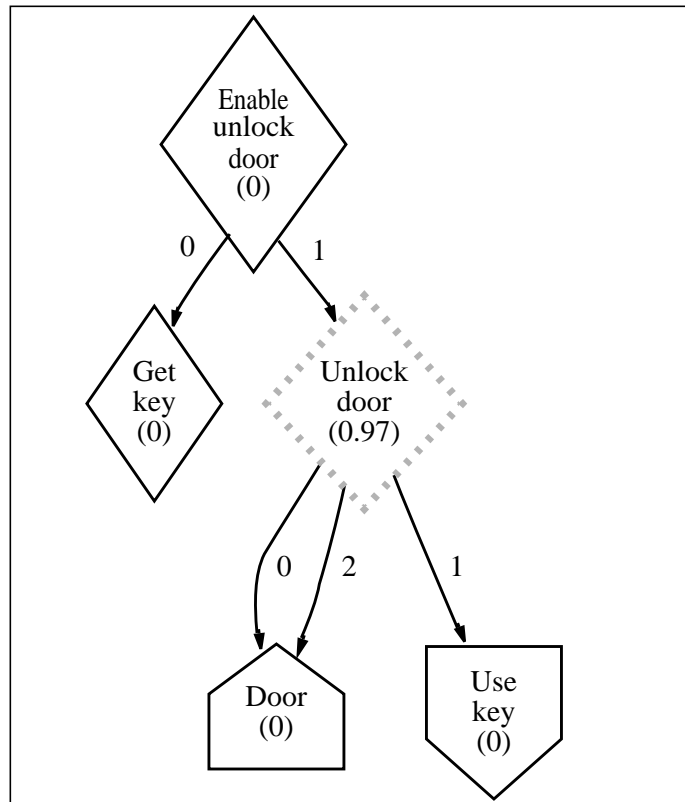 Enable
unlock
door
(0)
0
1
Get
key
(0)
Unlock
door
(0.97)
0
2
1
Door
(0)
Use
key
(0)